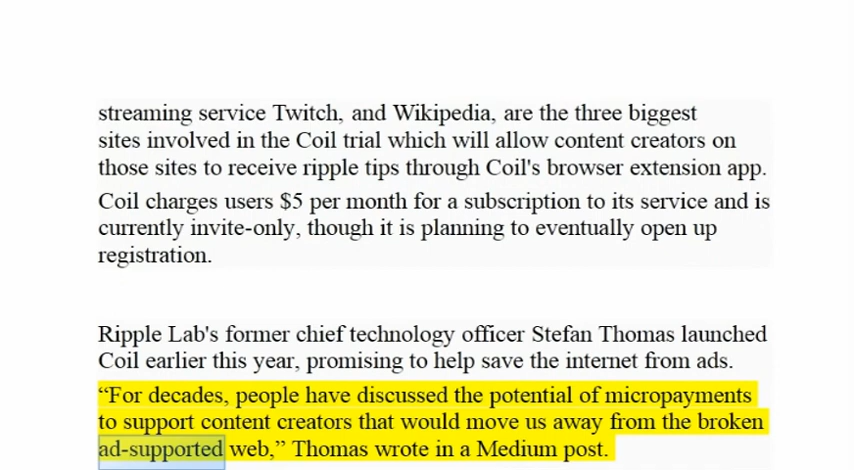 streaming service Twitch, and Wikipedia, are the three biggest
sites involved in the Coil trial which will allow content creators on
those sites to receive ripple tips through Coil's browser extension app.
Coil charges users $5 per month for a subscription to its service and is
currently invite-only, though it is planning to eventually open up
registration.
Ripple Lab's former chief technology officer Stefan Thomas launched
Coil earlier this year, promising to help save the internet from ads.
“For decades, people have discussed the potential of micropayments
to support content creators that would move us away from the broken
ad-supported web,” Thomas wrote in a Medium post.